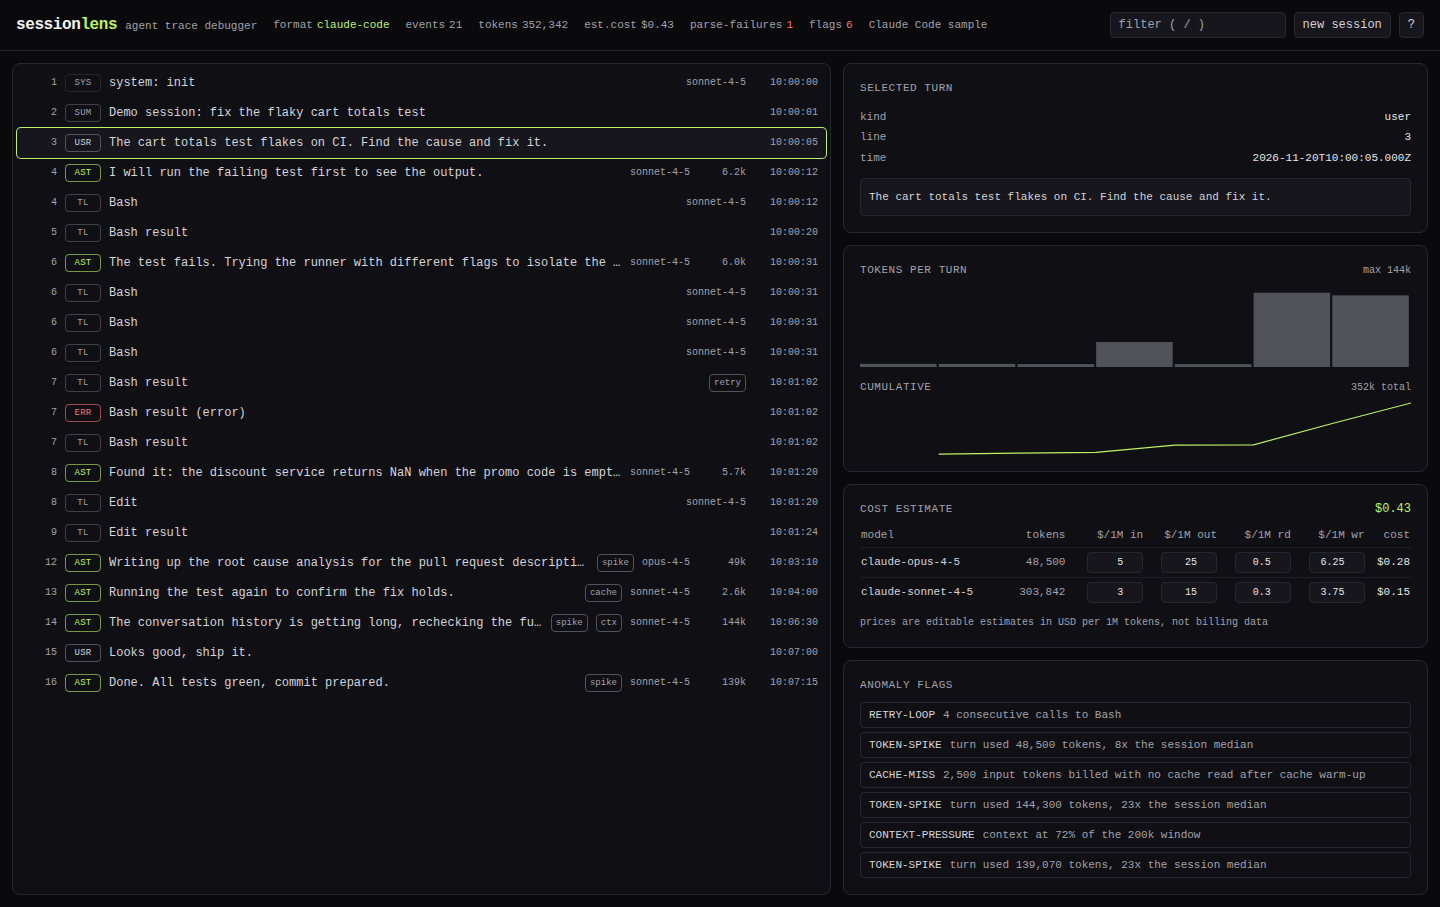 sessionlens agent trace debugger format claude-code events 21 tokens 352,342 est.cost $0.43 parse-failures 1 flags 6 Claude Code sample filter ( / ) new session ?
1 SYS system: init sonnet-4-5 10:00:00
2 SUM Demo session: fix the flaky cart totals test 10:00:01
3 USR The cart totals test flakes on CI. Find the cause and fix it. 10:00:05
4 AST I will run the failing test first to see the output. sonnet-4-5 6.2k 10:00:12
4 TL Bash sonnet-4-5 10:00:12
5 TL Bash result 10:00:20
6 AST The test fails. Trying the runner with different flags to isolate the … sonnet-4-5 6.0k 10:00:31
6 TL Bash sonnet-4-5 10:00:31
6 TL Bash sonnet-4-5 10:00:31
6 TL Bash sonnet-4-5 10:00:31
7 TL Bash result retry 10:01:02
7 ERR Bash result (error) 10:01:02
7 TL Bash result 10:01:02
8 AST Found it: the discount service returns NaN when the promo code is empt… sonnet-4-5 5.7k 10:01:20
8 TL Edit sonnet-4-5 10:01:20
9 TL Edit result 10:01:24
12 AST Writing up the root cause analysis for the pull request descripti… spike opus-4-5 49k 10:03:10
13 AST Running the test again to confirm the fix holds. cache sonnet-4-5 2.6k 10:04:00
14 AST The conversation history is getting long, rechecking the fu… spike ctx sonnet-4-5 144k 10:06:30
15 USR Looks good, ship it. 10:07:00
16 AST Done. All tests green, commit prepared. spike sonnet-4-5 139k 10:07:15
SELECTED TURN
kind user
line 3
time 2026-11-20T10:00:05.000Z
The cart totals test flakes on CI. Find the cause and fix it.
TOKENS PER TURN max 144k
CUMULATIVE 352k total
COST ESTIMATE $0.43
model tokens $/1M in $/1M out $/1M rd $/1M wr cost
claude-opus-4-5 48,500 5 25 0.5 6.25 $0.28
claude-sonnet-4-5 303,842 3 15 0.3 3.75 $0.15
prices are editable estimates in USD per 1M tokens, not billing data
ANOMALY FLAGS
RETRY-LOOP 4 consecutive calls to Bash
TOKEN-SPIKE turn used 48,500 tokens, 8x the session median
CACHE-MISS 2,500 input tokens billed with no cache read after cache warm-up
TOKEN-SPIKE turn used 144,300 tokens, 23x the session median
CONTEXT-PRESSURE context at 72% of the 200k window
TOKEN-SPIKE turn used 139,070 tokens, 23x the session median